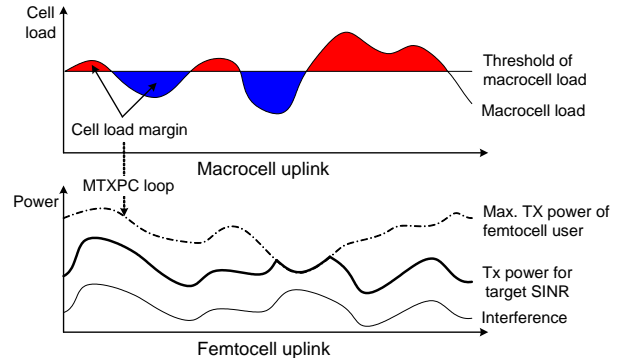 Cell
load
Threshold of
macrocell load
Macrocell load
Cell load margin
Macrocell uplink
MTXPC loop
Power
Max. TX power of
femtocell user
Tx power for
target SINR
Interference
Femtocell uplink